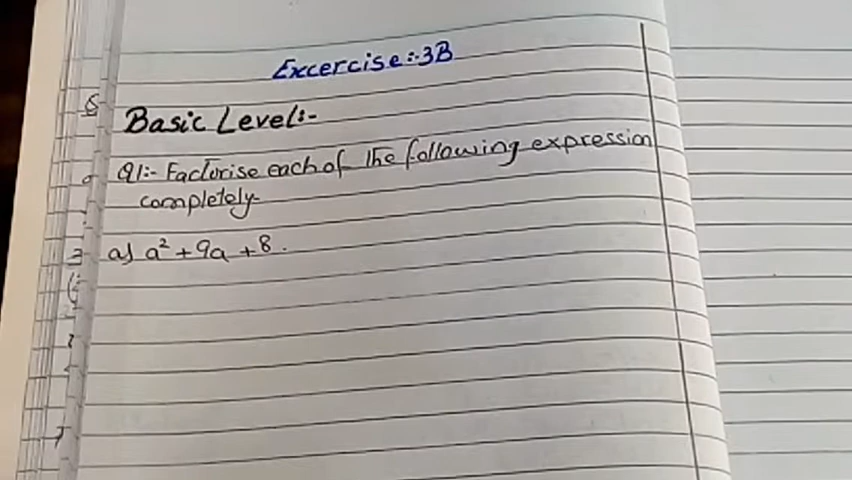 Excercise:-3B
Basic Level:-
Q1:- Factorise each of the following expression
completely
a) a² + 9a + 8.